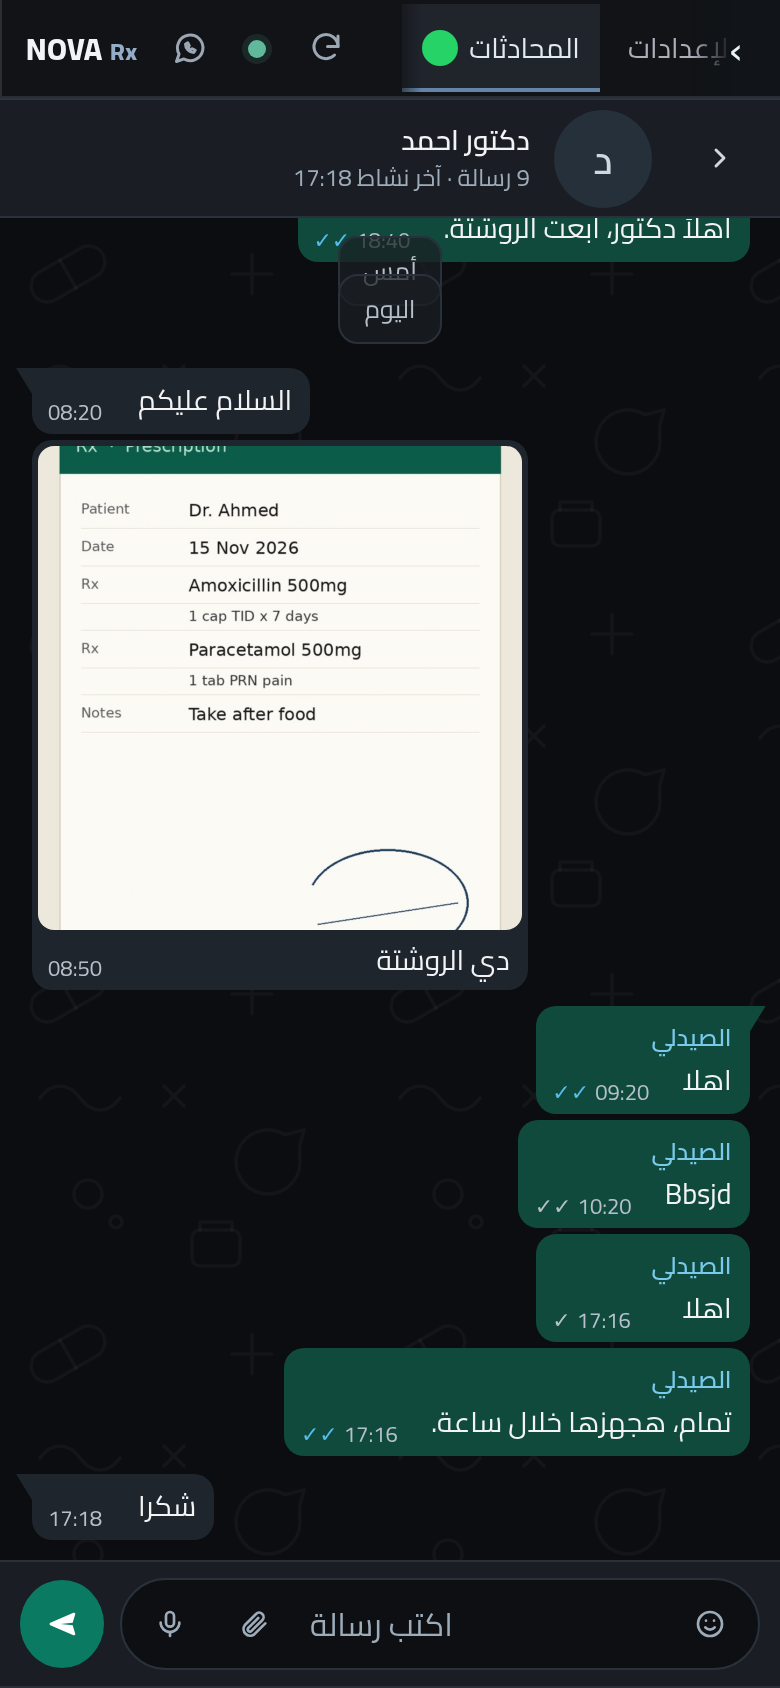 NOVA Rx
المحادثات
لإعدادات
دكتور احمد
9 رسالة · آخر نشاط 17:18
اهلا دكتور، ابعت الروشتة.
18:40
أمس
اليوم
السلام عليكم
08:20
Rx - Prescription
Patient Dr. Ahmed
Date 15 Nov 2026
Rx Amoxicillin 500mg
1 cap TID x 7 days
Rx Paracetamol 500mg
1 tab PRN pain
Notes Take after food
دي الروشتة
08:50
الصيدلي
اهلا
09:20
الصيدلي
Bbsjd
10:20
الصيدلي
اهلا
17:16
الصيدلي
تمام، هجهزها خلال ساعة.
17:16
شكرا
17:18
اكتب رسالة